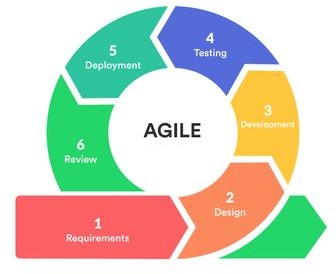 AGILE
1
Requirements
2
Design
3
Development
4
Testing
5
Deployment
6
Review